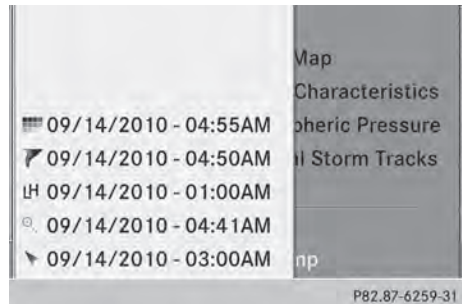 Map
Characteristics
09/14/2010 - 04:55AM
pheric Pressure
09/14/2010 - 04:50AM
l Storm Tracks
LH 09/14/2010 - 01:00AM
09/14/2010 - 04:41AM
09/14/2010 - 03:00AM
mp
P82.87-6259-31